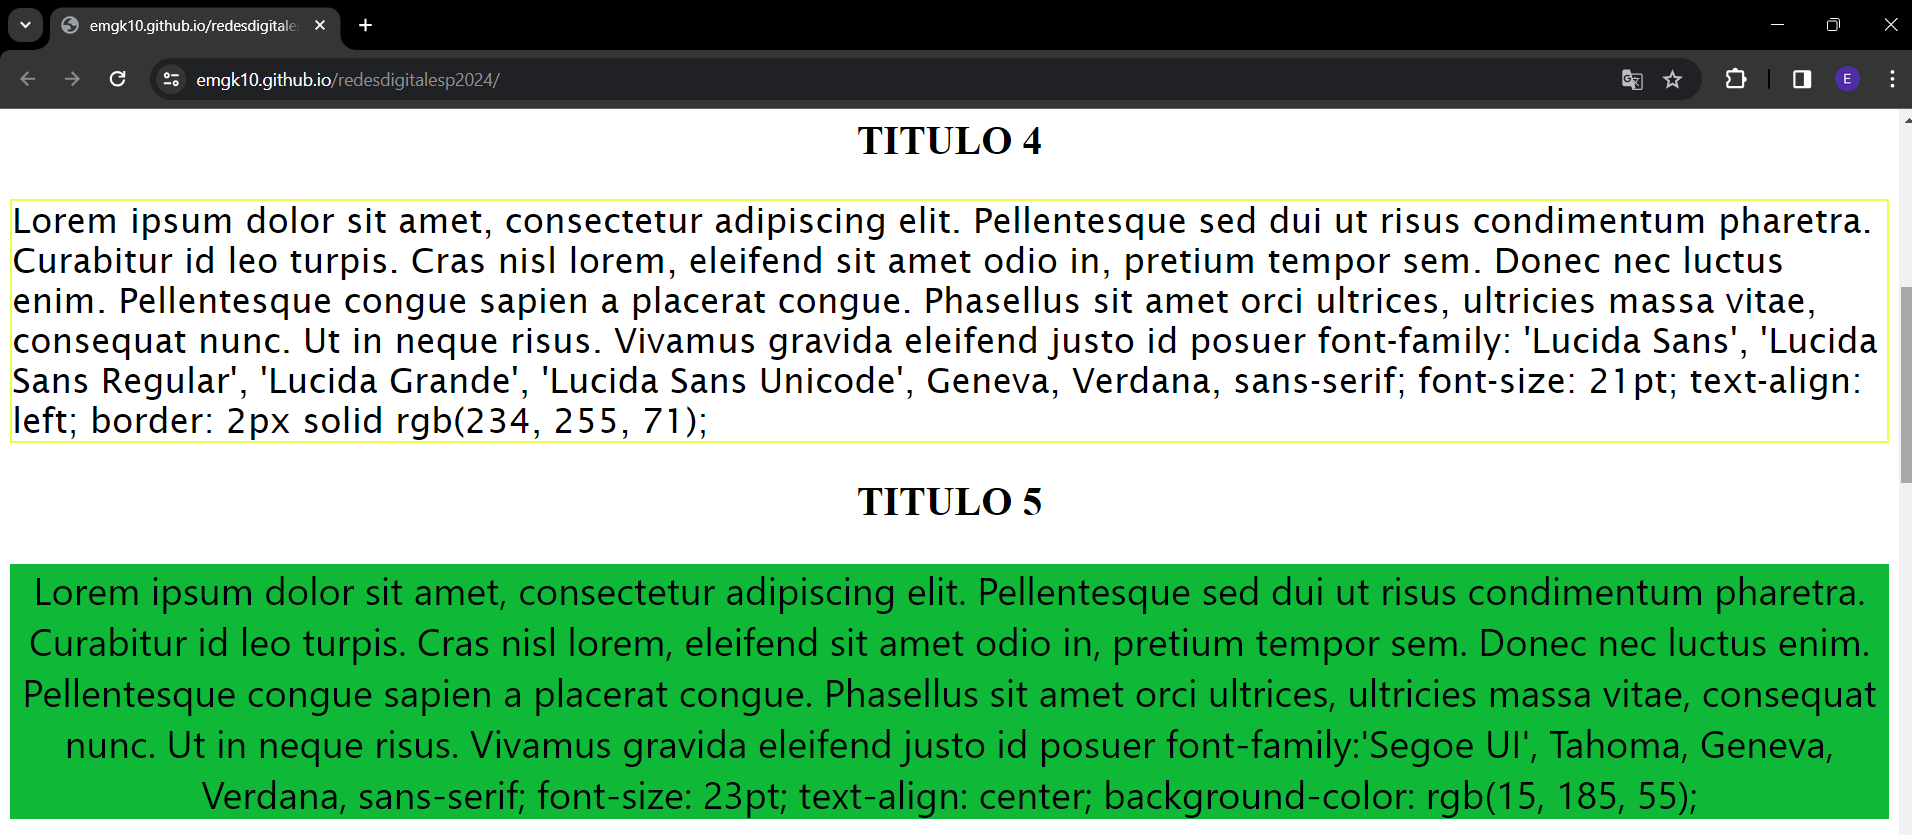 emgk10.github.io/redesdigitales
emgk10.github.io/redesdigitalesp2024/
E
TITULO 4
Lorem ipsum dolor sit amet, consectetur adipiscing elit. Pellentesque sed dui ut risus condimentum pharetra.
Curabitur id leo turpis. Cras nisl lorem, eleifend sit amet odio in, pretium tempor sem. Donec nec luctus
enim. Pellentesque congue sapien a placerat congue. Phasellus sit amet orci ultrices, ultricies massa vitae,
consequat nunc. Ut in neque risus. Vivamus gravida eleifend justo id posuer font-family: 'Lucida Sans', 'Lucida
Sans Regular', 'Lucida Grande', 'Lucida Sans Unicode', Geneva, Verdana, sans-serif; font-size: 21pt; text-align:
left; border: 2px solid rgb(234, 255, 71);
TITULO 5
Lorem ipsum dolor sit amet, consectetur adipiscing elit. Pellentesque sed dui ut risus condimentum pharetra.
Curabitur id leo turpis. Cras nisl lorem, eleifend sit amet odio in, pretium tempor sem. Donec nec luctus enim.
Pellentesque congue sapien a placerat congue. Phasellus sit amet orci ultrices, ultricies massa vitae, consequat
nunc. Ut in neque risus. Vivamus gravida eleifend justo id posuer font-family:'Segoe UI', Tahoma, Geneva,
Verdana, sans-serif; font-size: 23pt; text-align: center; background-color: rgb(15, 185, 55);